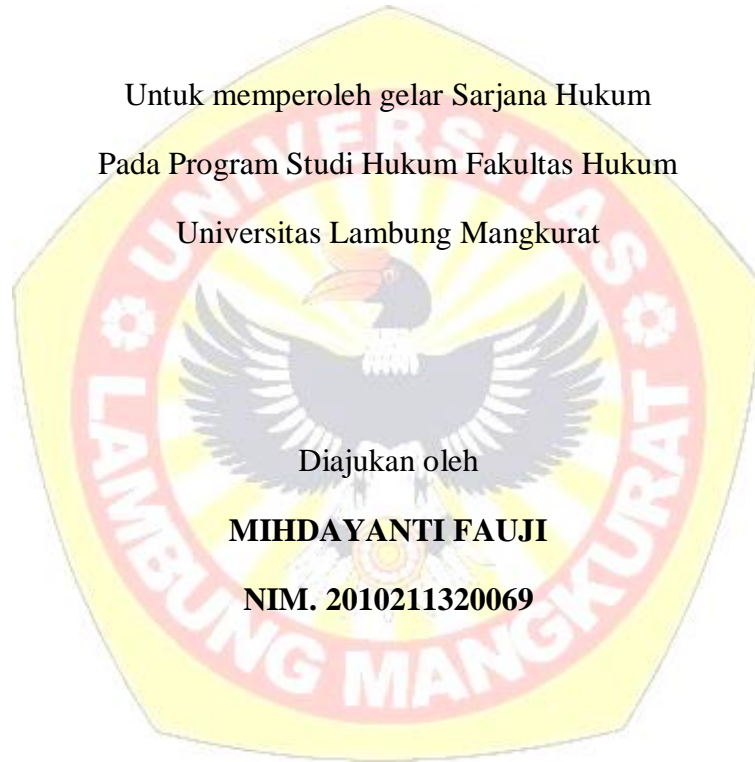 Untuk memperoleh gelar Sarjana Hukum
Pada Program Studi Hukum Fakultas Hukum
Universitas Lambung Mangkurat
UNIVERSITAS
LAMBUNG MANGKURAT
Diajukan oleh
MIHDAYANTI FAUJI
NIM. 2010211320069